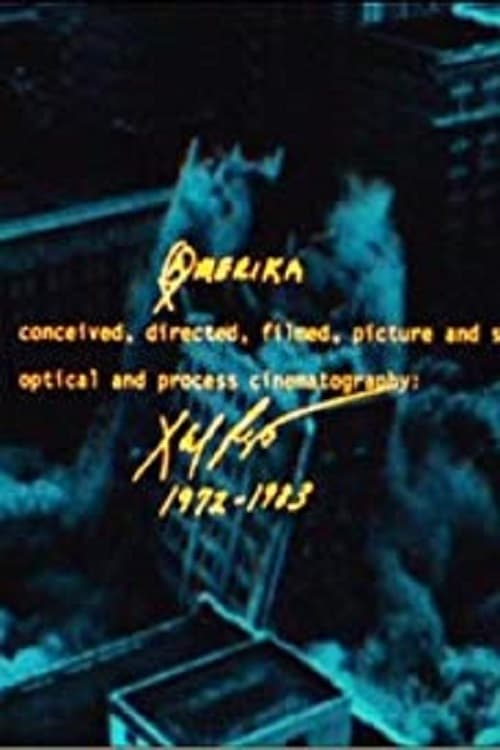 AMERIKA
conceived, directed, filmed, picture and s
optical and process cinematography:
1972-1983